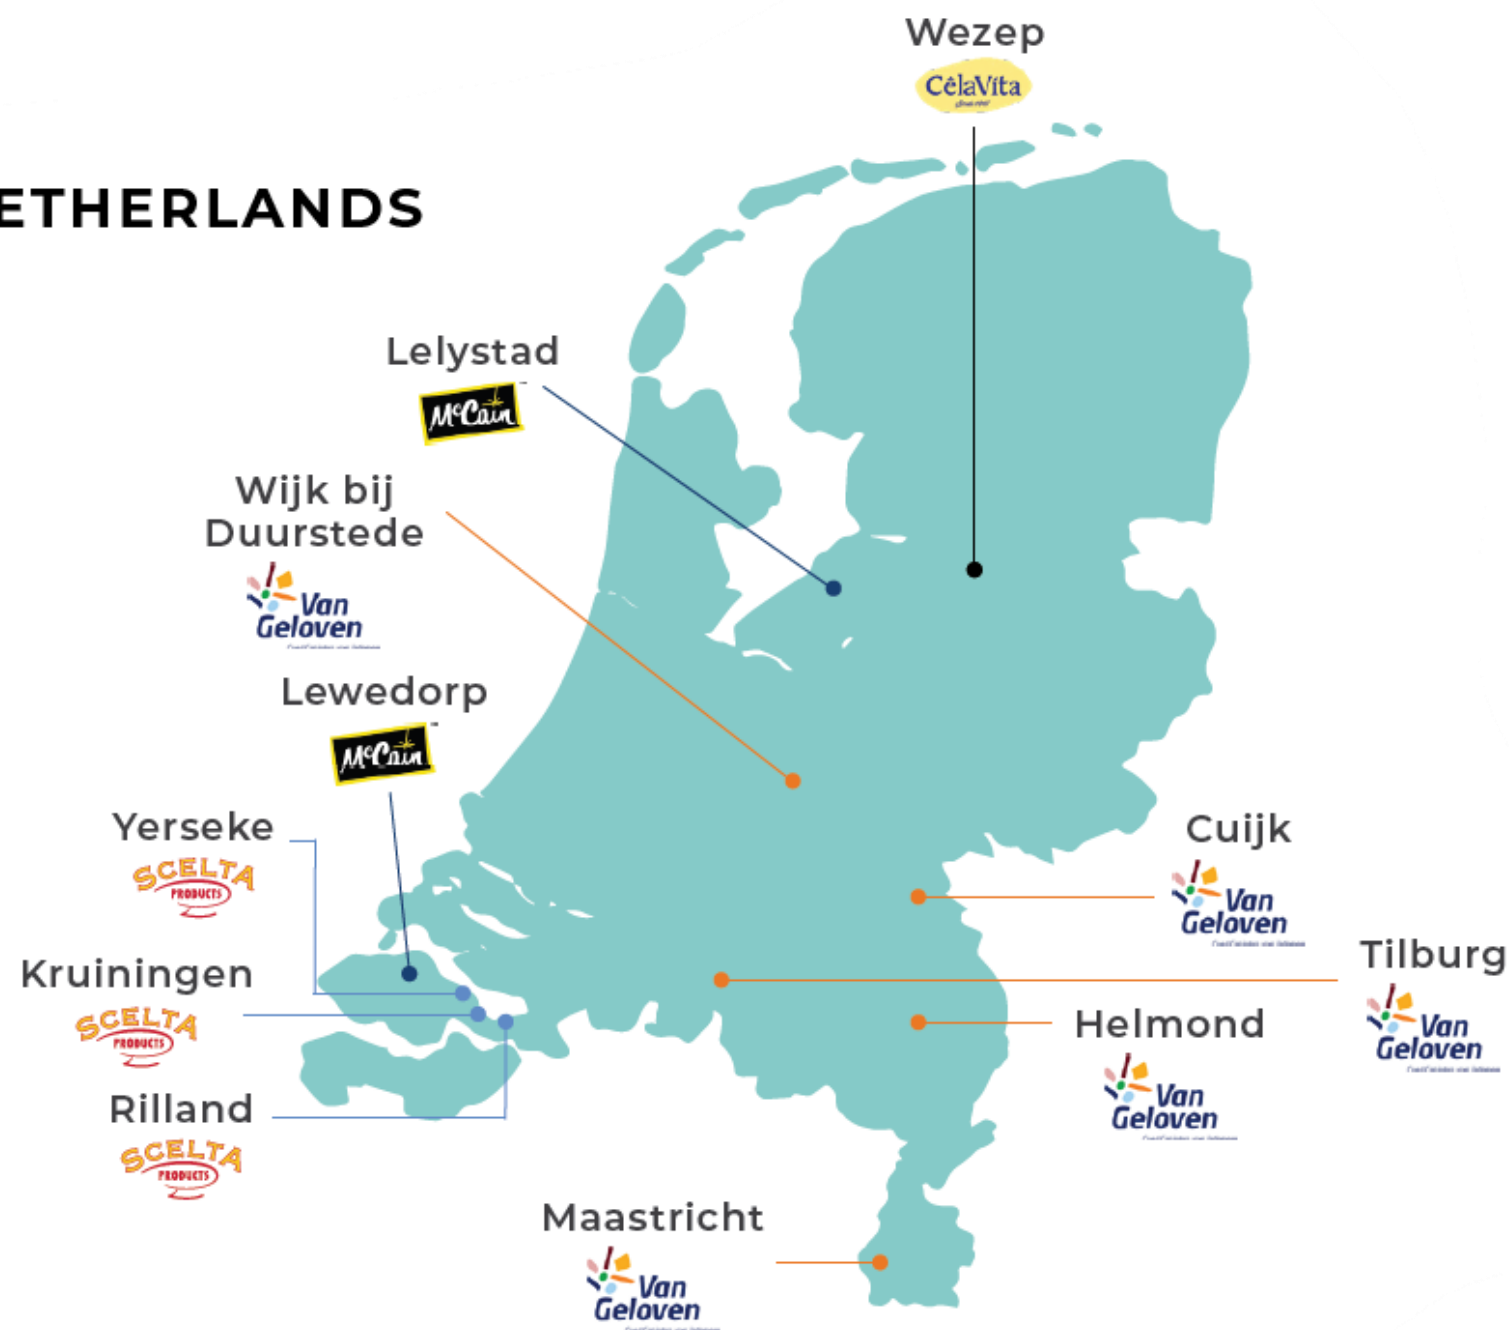 Wezep
CêlaVíta
ETHERLANDS
Lelystad
McCain
Wijk bij
Duurstede
Van
Geloven
Lewedorp
McCain
Yerseke
SCELTA
PRODUCTS
Cuijk
Van
Geloven
Tilburg
Van
Geloven
Kruiningen
SCELTA
PRODUCTS
Helmond
Van
Geloven
Rilland
SCELTA
PRODUCTS
Maastricht
Van
Geloven